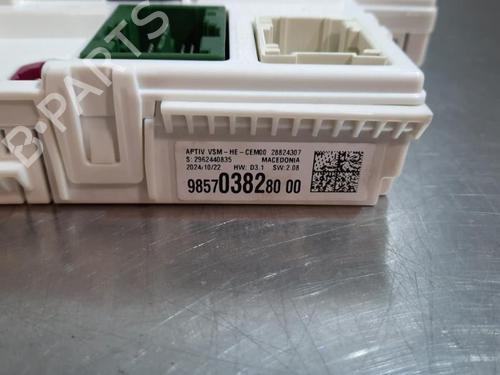 APTIV VSM-HE-CEM00 28824307
S:2962440835 MACEDONIA
2024/10/22 HW: D3.1 SW:2.08
9857038280 00
B-PARTS